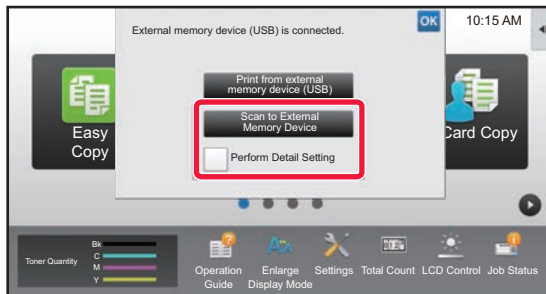 External memory device (USB) is connected.
OK
10:15 AM
Print from external
memory device (USB)
Scan to External
Memory Device
Perform Detail Setting
Easy
Copy
Card Copy
Toner Quantity
Bk
C
M
Y
Operation
Guide
Enlarge
Display Mode
Settings
Total Count
LCD Control
Job Status